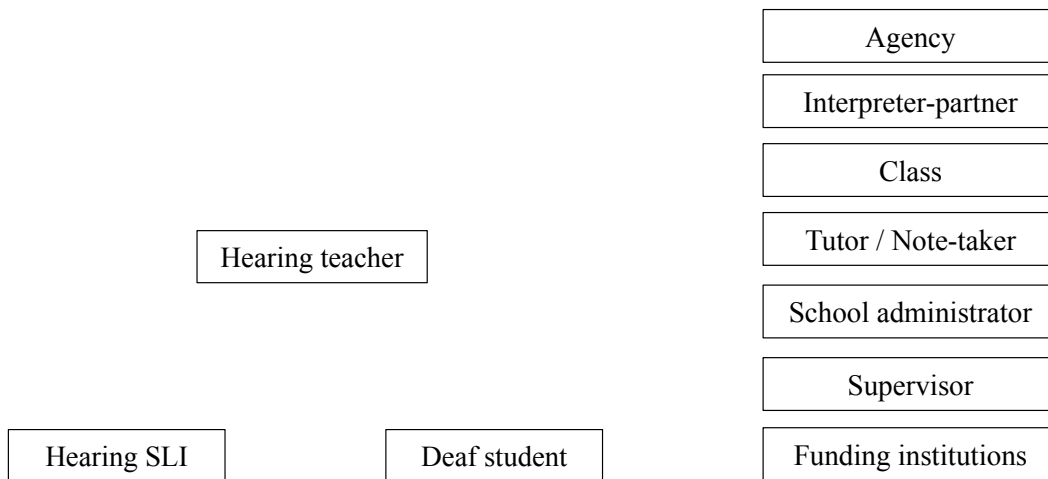 Agency
Interpreter-partner
Class
Tutor / Note-taker
Hearing teacher
School administrator
Supervisor
Hearing SLI
Deaf student
Funding institutions